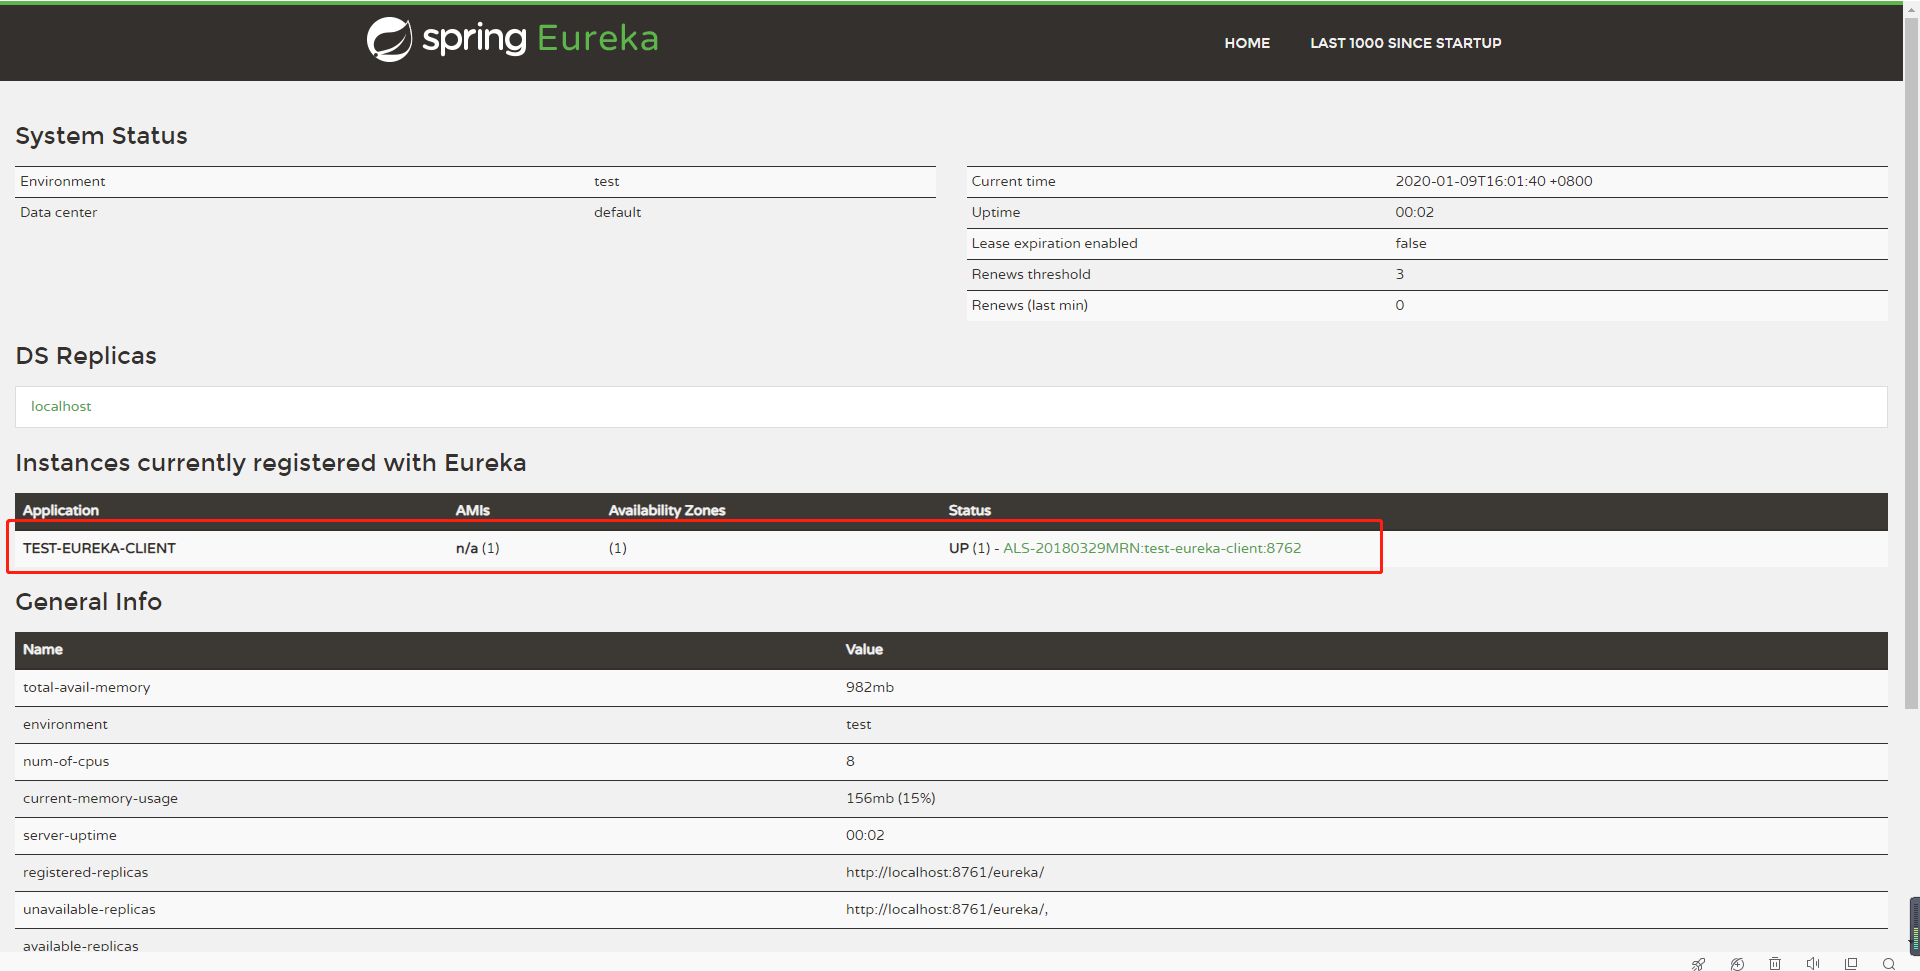 spring Eureka HOME LAST 1000 SINCE STARTUP
System Status
Environment test
Data center default
Current time 2020-01-09T16:01:40 +0800
Uptime 00:02
Lease expiration enabled false
Renews threshold 3
Renews (last min) 0
DS Replicas
localhost
Instances currently registered with Eureka
Application AMIs Availability Zones Status
TEST-EUREKA-CLIENT n/a (1) (1) UP (1) - ALS-20180329MRN:test-eureka-client:8762
General Info
Name Value
total-avail-memory 982mb
environment test
num-of-cpus 8
current-memory-usage 156mb (15%)
server-uptime 00:02
registered-replicas http://localhost:8761/eureka/
unavailable-replicas http://localhost:8761/eureka/,
available-replicas